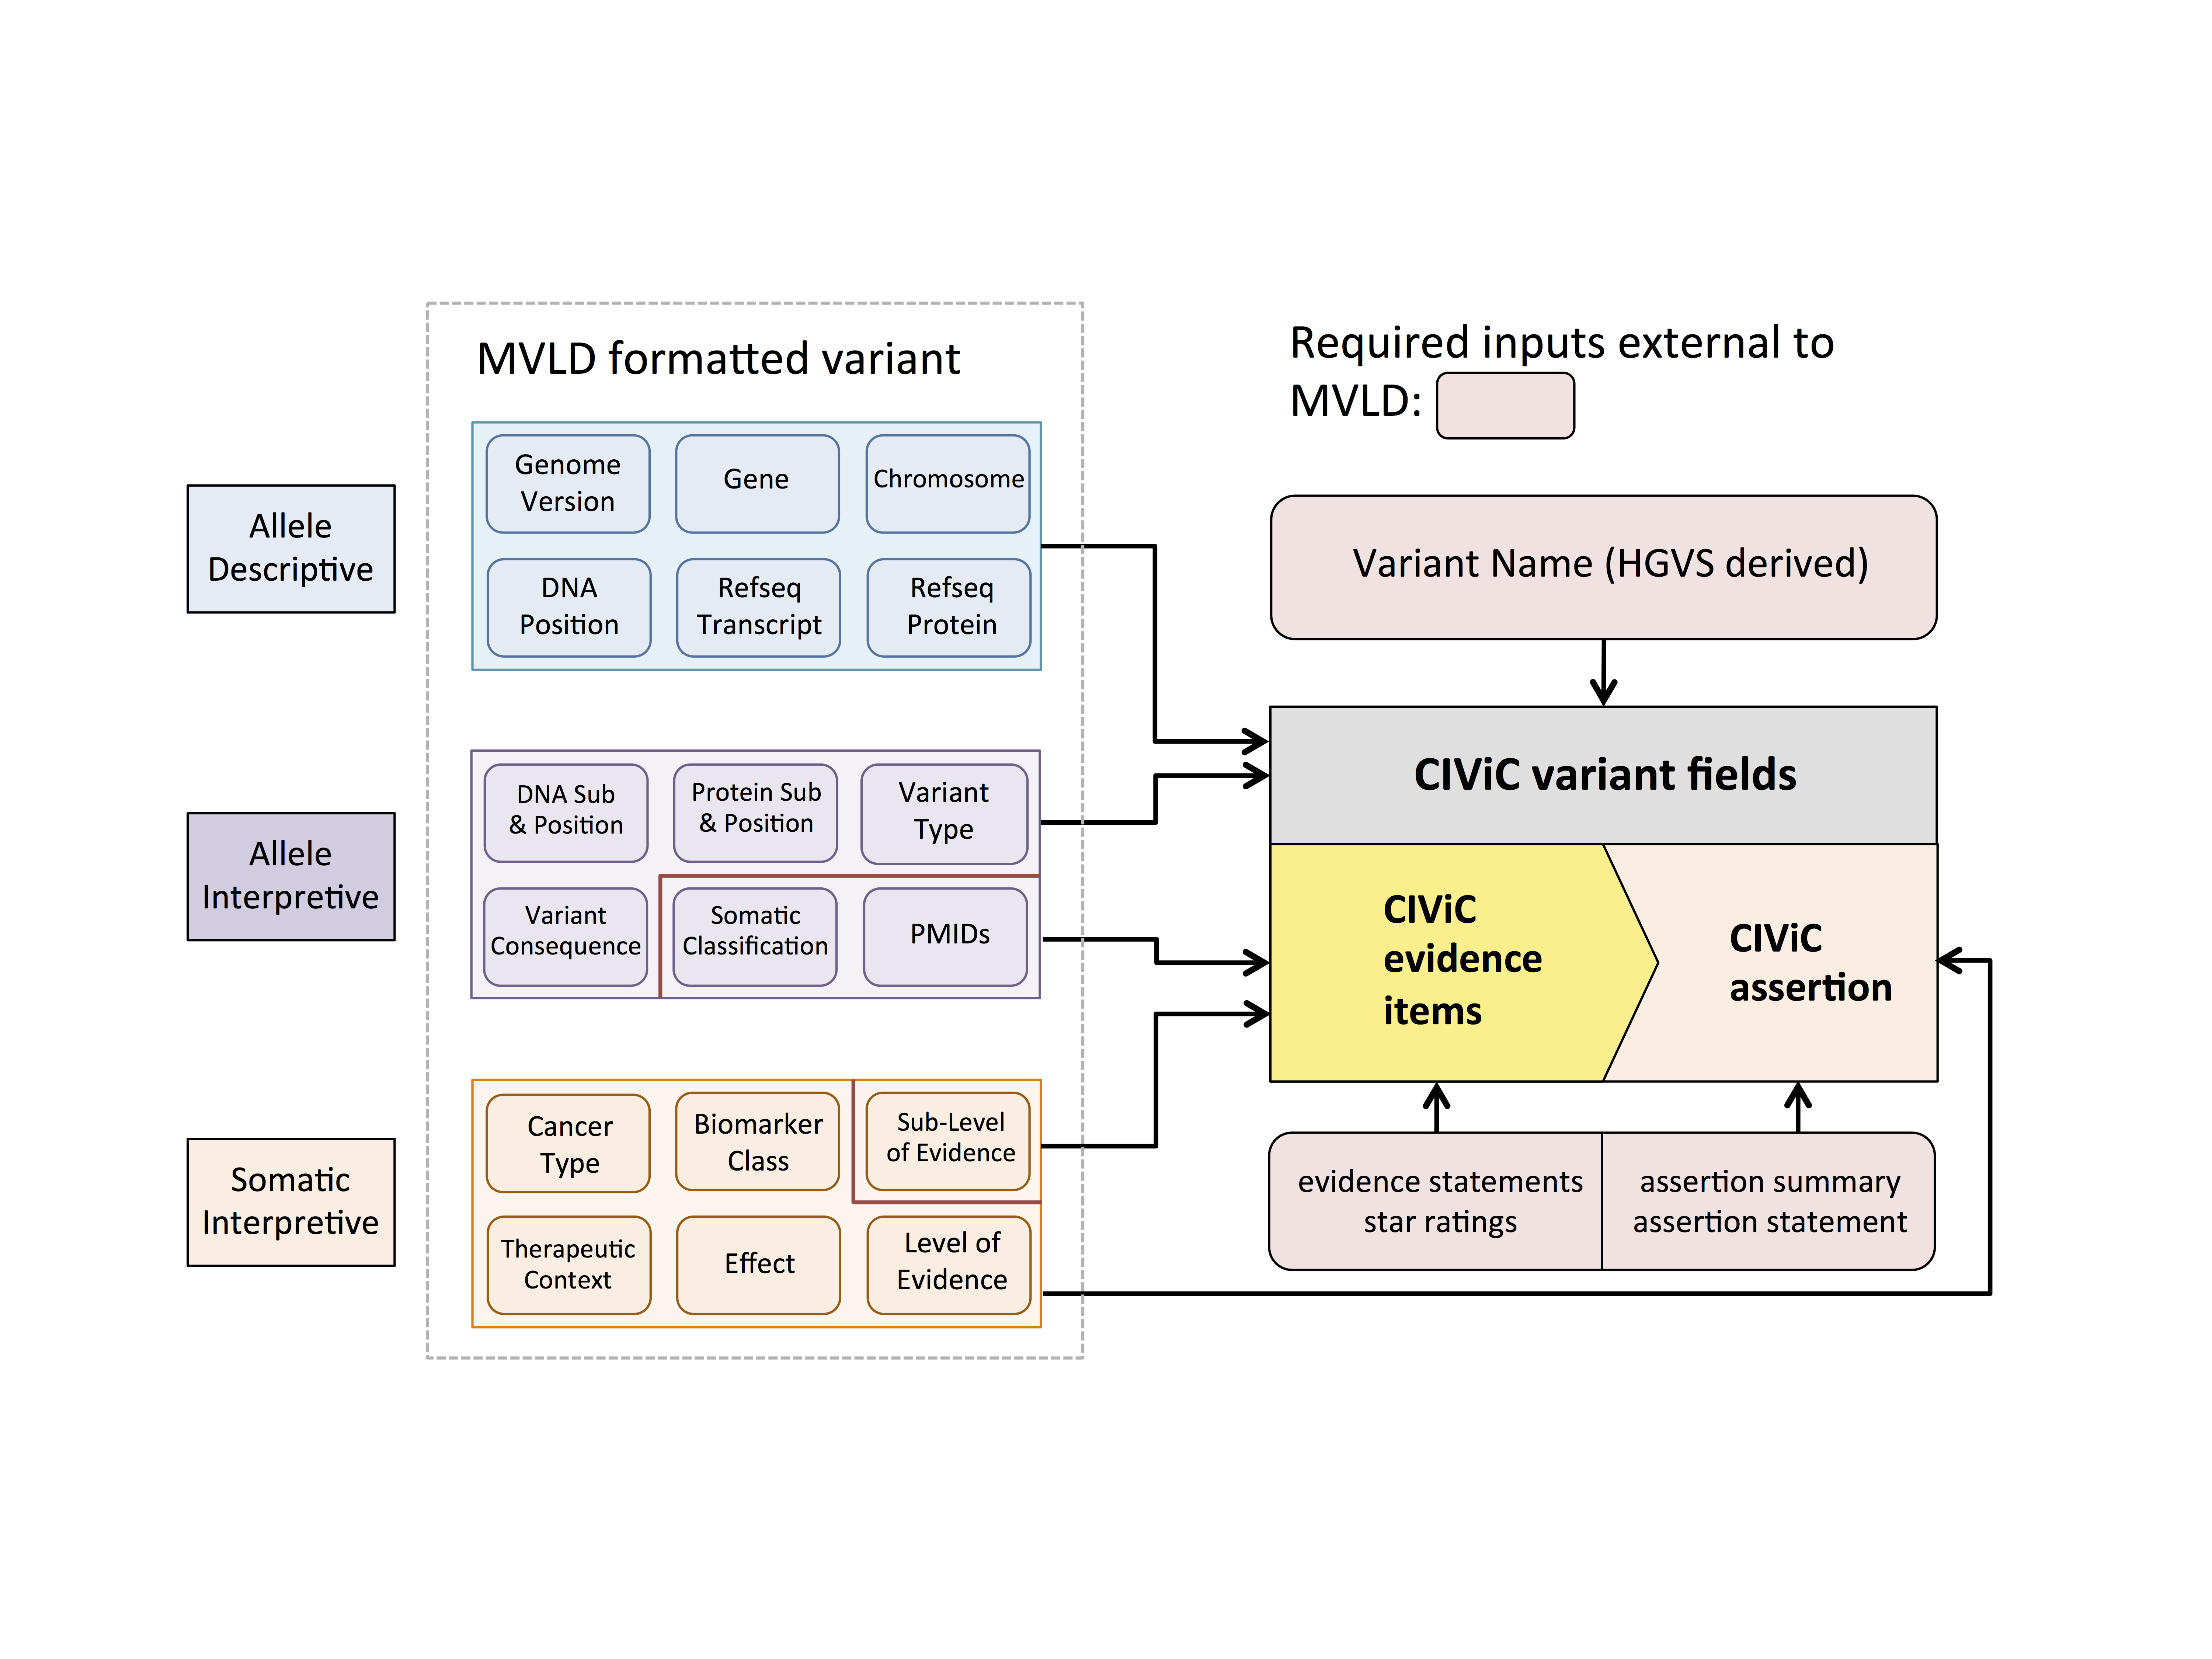 MVLD formatted variant
Required inputs external to
MVLD:
Allele
Descriptive
Genome
Version
Gene
Chromosome
DNA
Position
Refseq
Transcript
Refseq
Protein
Variant Name (HGVS derived)
Allele
Interpretive
DNA Sub
& Position
Protein Sub
& Position
Variant
Type
Variant
Consequence
Somatic
Classification
PMIDs
CIViC variant fields
CIViC
evidence
items
CIViC
assertion
Somatic
Interpretive
Cancer
Type
Biomarker
Class
Sub-Level
of Evidence
Therapeutic
Context
Effect
Level of
Evidence
evidence statements
star ratings
assertion summary
assertion statement